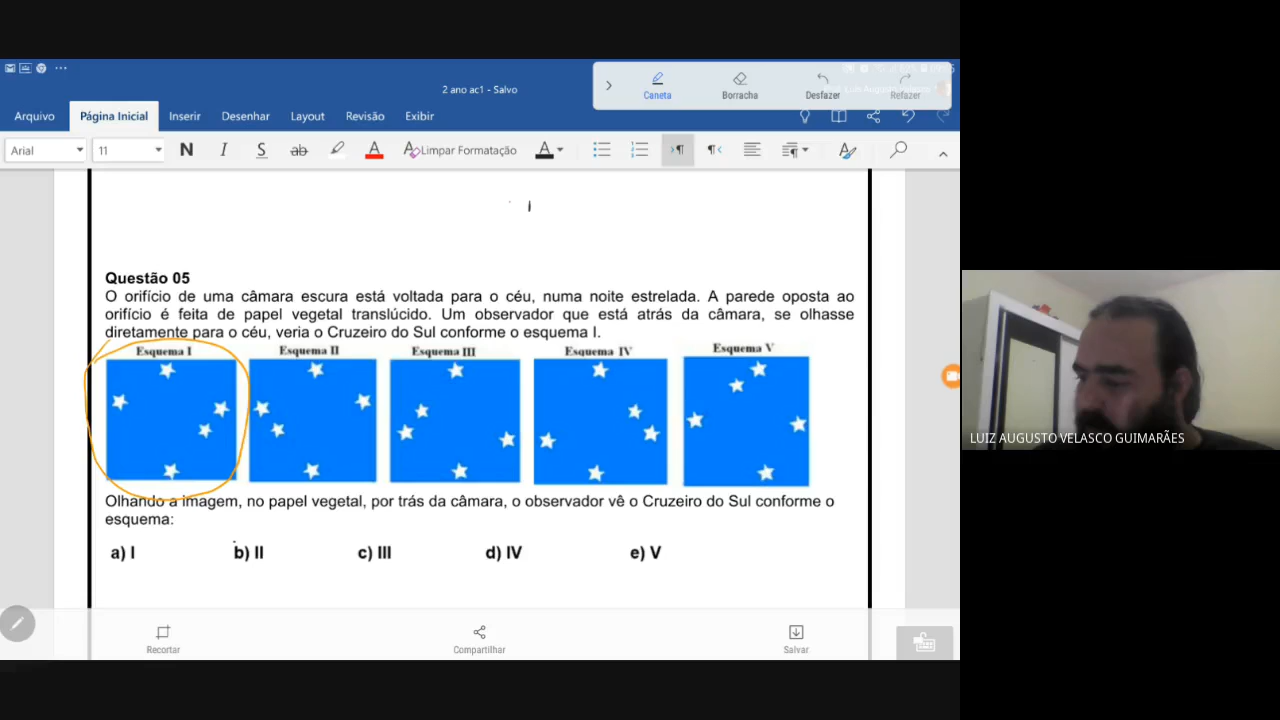 2 ano ac1 - Salvo
Caneta
Borracha
Desfazer
Refazer
Arquivo
Página Inicial
Inserir
Desenhar
Layout
Revisão
Exibir
Arial
11
N
I
S
ab
A
A Limpar Formatação
A
Questão 05
O orifício de uma câmara escura está voltada para o céu, numa noite estrelada. A parede oposta ao
orifício é feita de papel vegetal translúcido. Um observador que está atrás da câmara, se olhasse
diretamente para o céu, veria o Cruzeiro do Sul conforme o esquema I.
Esquema I
Esquema II
Esquema III
Esquema IV
Esquema V
Olhando a imagem, no papel vegetal, por trás da câmara, o observador vê o Cruzeiro do Sul conforme o
esquema:
a) I
b) II
c) III
d) IV
e) V
Recortar
Compartilhar
Salvar
LUIZ AUGUSTO VELASCO GUIMARÃES